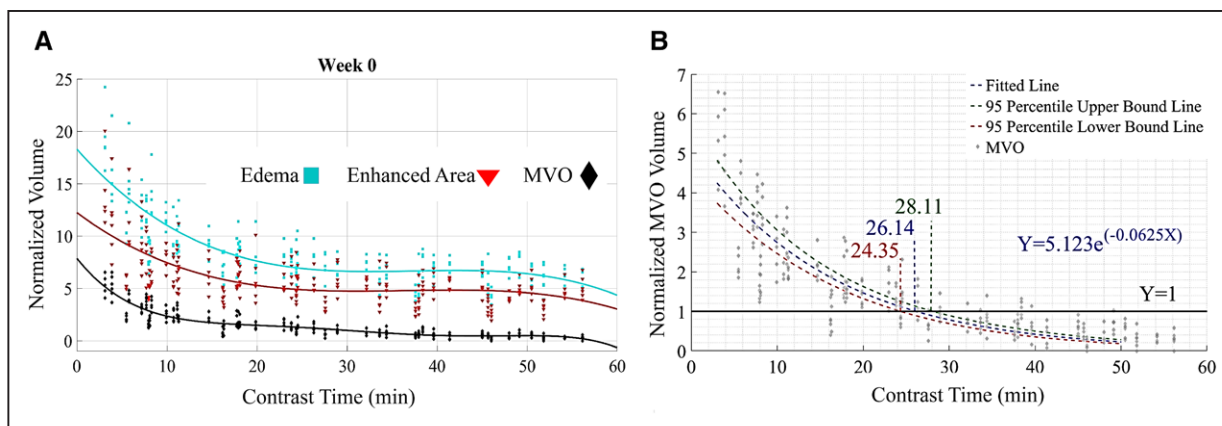 A
Week 0
25
20
15
10
5
0
Normalized Volume
Edema
Enhanced Area
MVO
0 10 20 30 40 50 60
Contrast Time (min)
B
7
6
5
4
3
2
1
0
Normalized MVO Volume
Fitted Line
95 Percentile Upper Bound Line
95 Percentile Lower Bound Line
MVO
28.11
26.14
24.35
Y=5.123e(-0.0625X)
Y=1
0 10 20 30 40 50 60
Contrast Time (min)